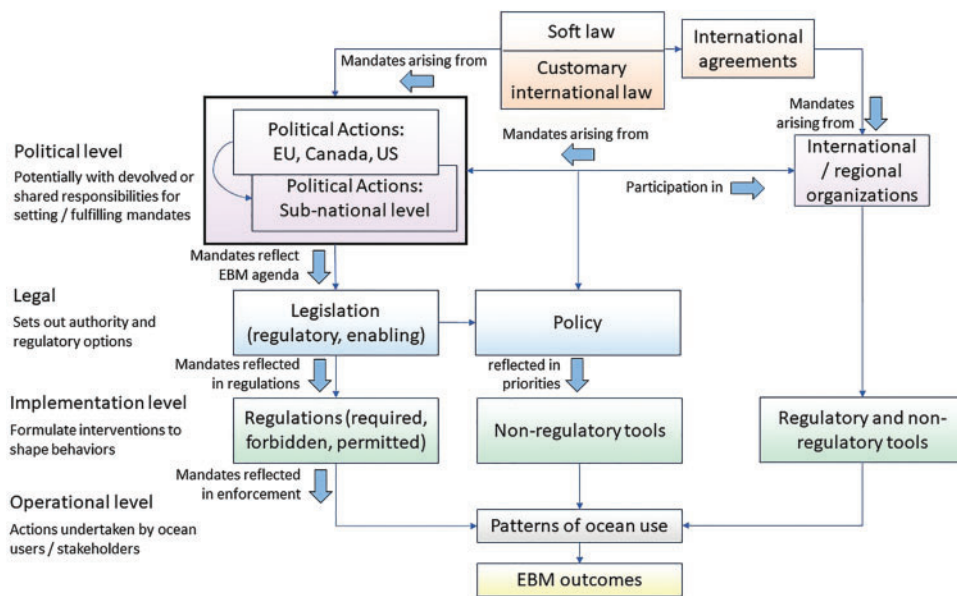 Soft law
Customary
international law
International
agreements
Mandates arising from
Mandates
arising from
Political Actions:
EU, Canada, US
Political Actions:
Sub-national level
Mandates arising from
Participation in
International
/ regional
organizations
Political level
Potentially with devolved or
shared responsibilities for
setting / fulfilling mandates
Mandates reflect
EBM agenda
Legal
Sets out authority and
regulatory options
Legislation
(regulatory, enabling)
Policy
Mandates reflected
in regulations
reflected in
priorities
Implementation level
Formulate interventions to
shape behaviors
Regulations (required,
forbidden, permitted)
Non-regulatory tools
Regulatory and non-
regulatory tools
Mandates reflected
in enforcement
Operational level
Actions undertaken by ocean
users / stakeholders
Patterns of ocean use
EBM outcomes